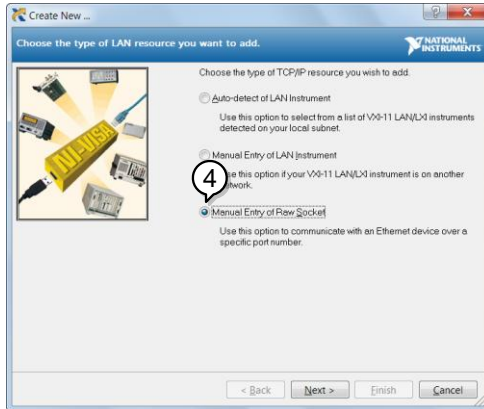 Create New ...
Choose the type of LAN resource you want to add.
NATIONAL
INSTRUMENTS
Choose the type of TCP/IP resource you wish to add.
Auto-detect of LAN Instrument
Use this option to select from a list of VXI-11 LAN/LXI instruments
detected on your local subnet.
Manual Entry of LAN Instrument
this option if your VXI-11 LAN/LXI instrument is on another
4
Manual Entry of Raw Socket
Use this option to communicate with an Ethernet device over a
specific port number.
NI-VISA
< Back
Next >
Finish
Cancel